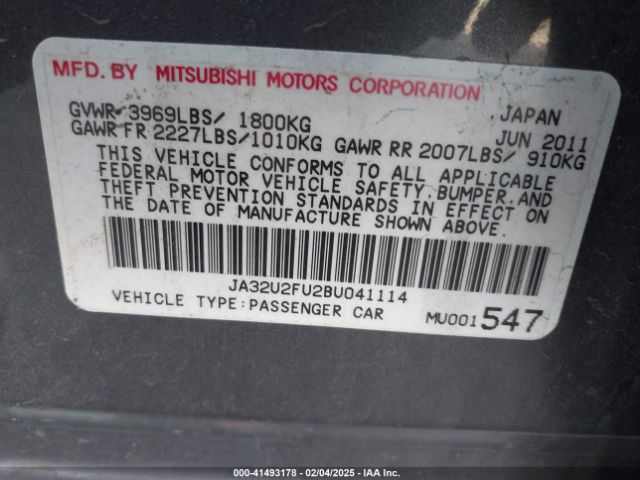 MFD. BY MITSUBISHI MOTORS CORPORATION
GVWR 3969LBS/ 1800KG JAPAN
GAWR FR 2227LBS/1010KG GAWR RR 2007LBS/ 910KG JUN 2011
THIS VEHICLE CONFORMS TO ALL APPLICABLE
FEDERAL MOTOR VEHICLE SAFETY,BUMPER,AND
THEFT PREVENTION STANDARDS IN EFFECT ON
THE DATE OF MANUFACTURE SHOWN ABOVE.
JA32U2FU2BU041114
VEHICLE TYPE:PASSENGER CAR MU001547
000-41493178 - 02/04/2025 - IAA Inc.